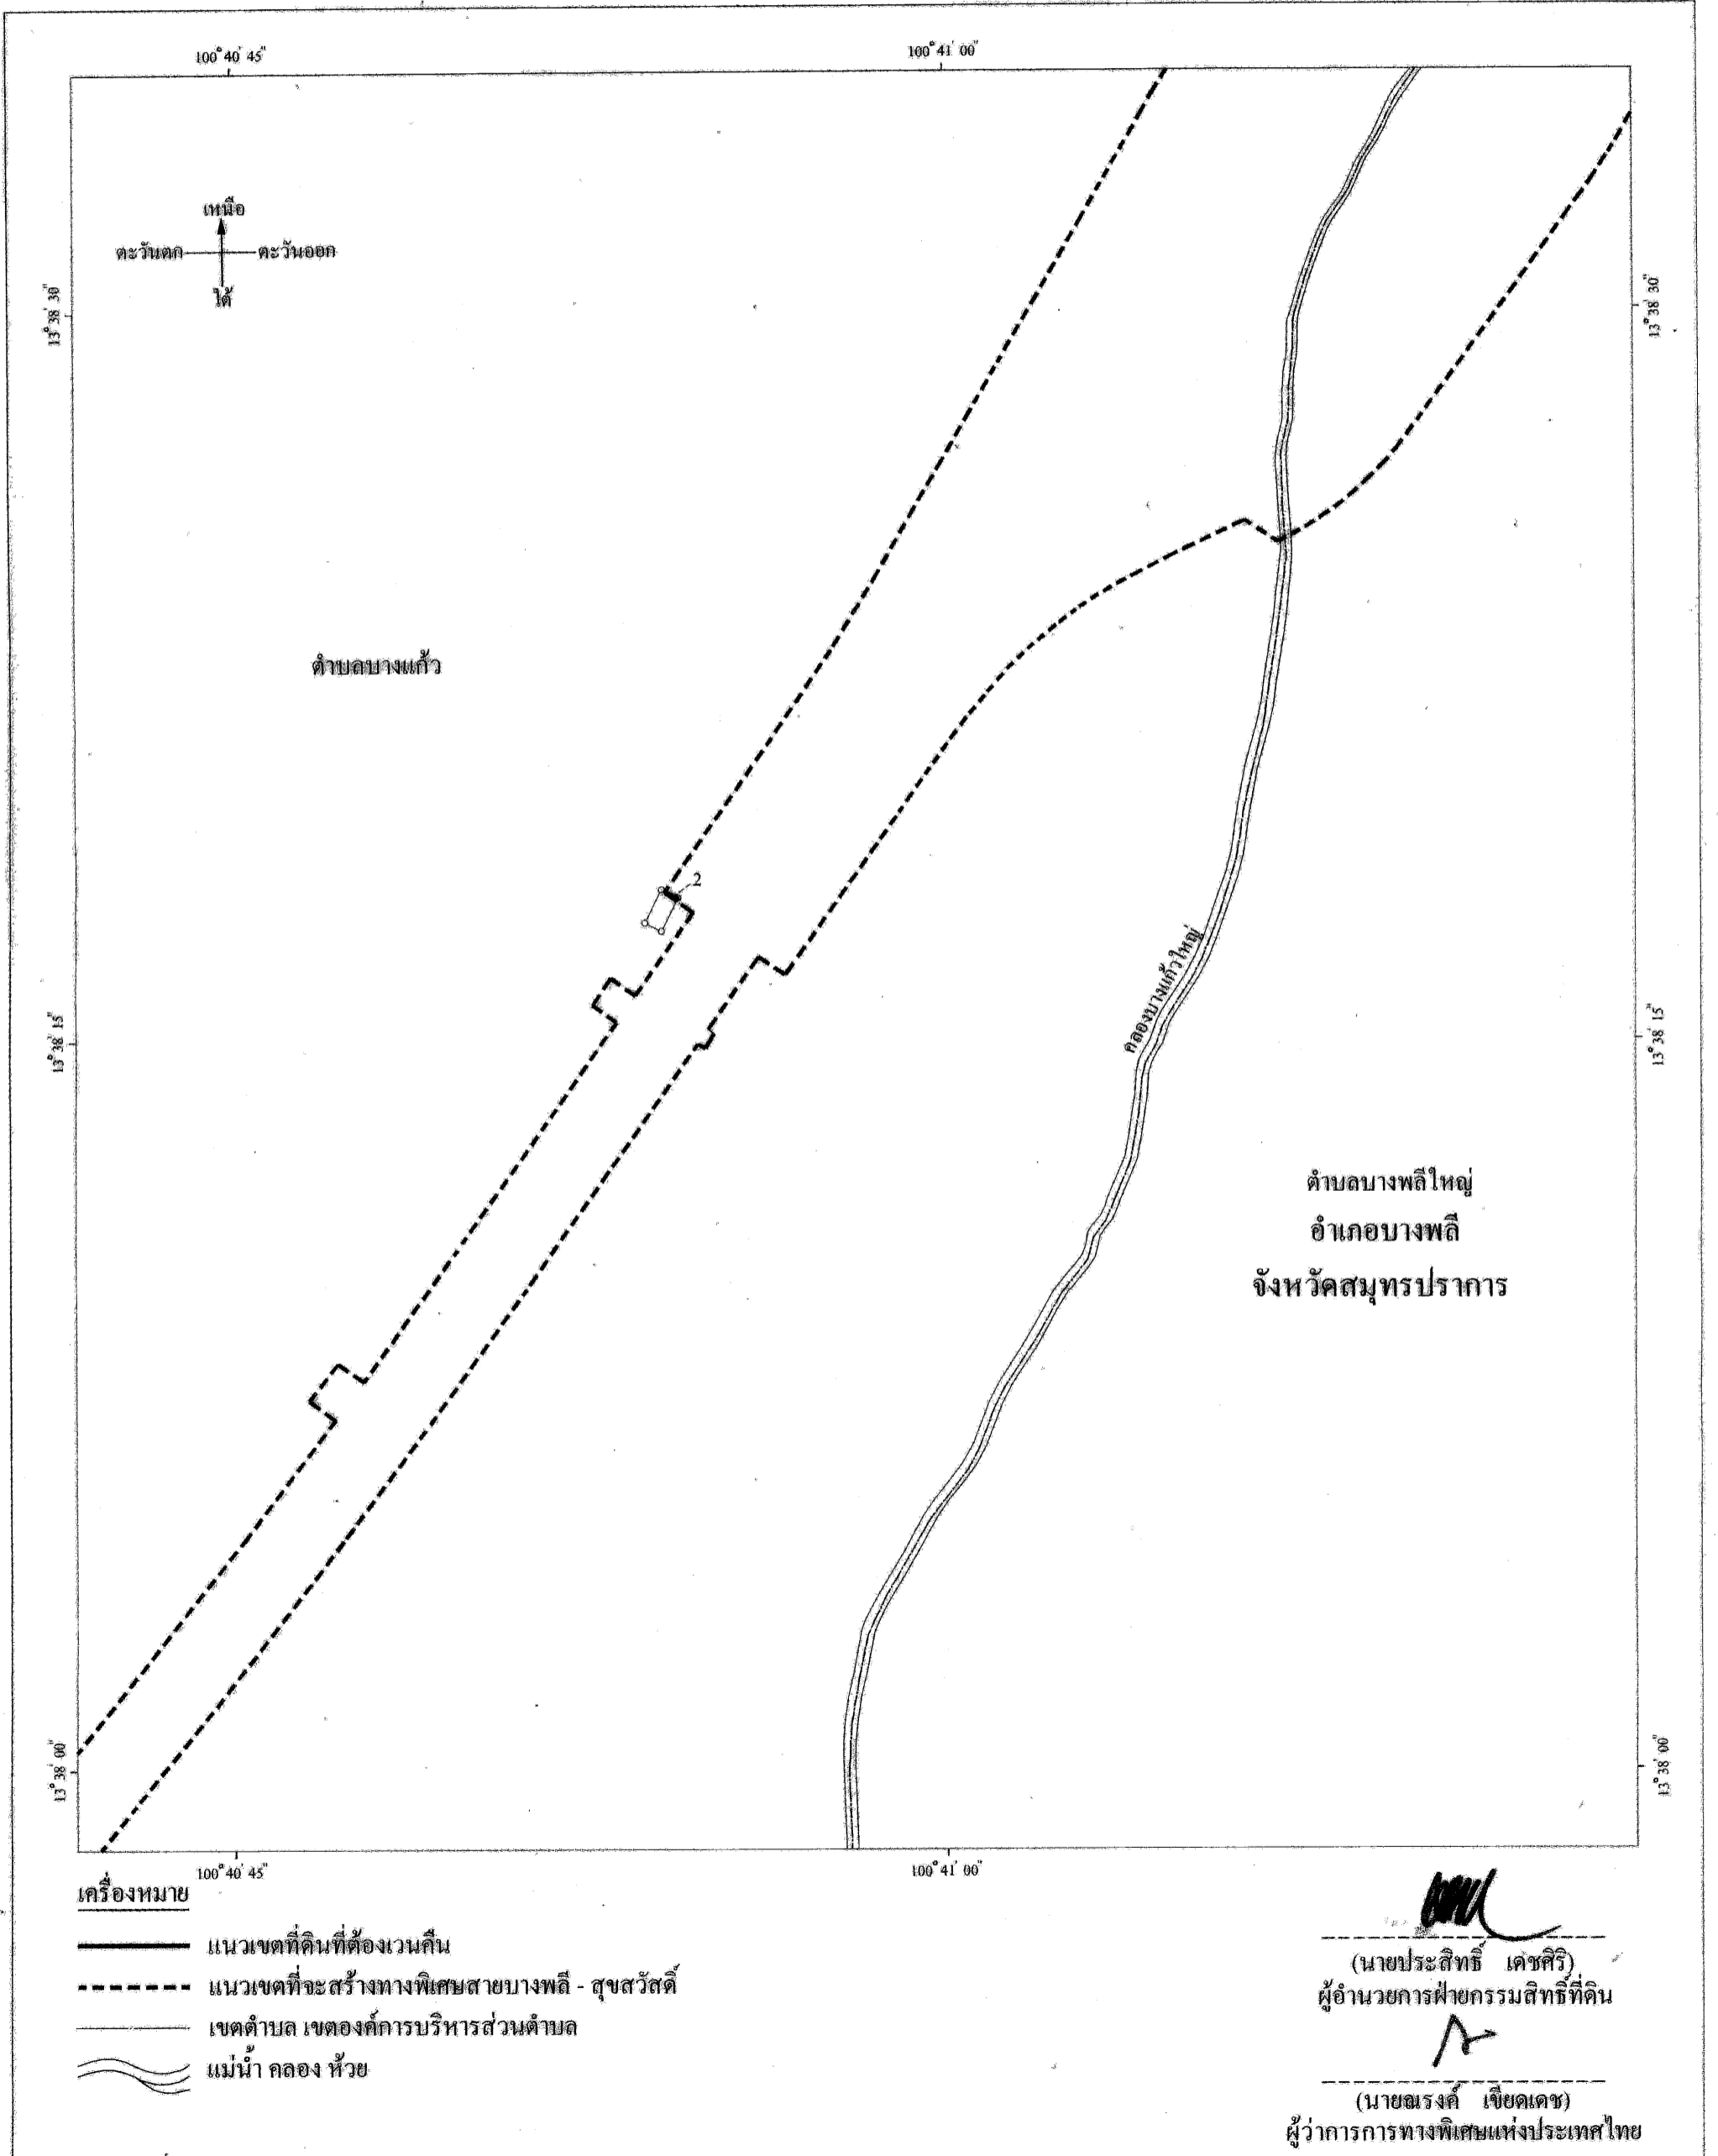 100° 40' 45"
100° 41' 00"
เหนือ
ตะวันตก
ตะวันออก
ใต้
13° 38' 30"
13° 38' 30"
ตำบลบางแก้ว
2
คลองบางแก้วใหญ่
13° 38' 15"
13° 38' 15"
ตำบลบางพลีใหญ่
อำเภอบางพลี
จังหวัดสมุทรปราการ
13° 38' 00"
13° 38' 00"
100° 40' 45"
100° 41' 00"
เครื่องหมาย
แนวเขตที่ดินที่ต้องเวนคืน
แนวเขตที่จะสร้างทางพิเศษสายบางพลี - สุขสวัสดิ์
เขตตำบล เขตองค์การบริหารส่วนตำบล
แม่น้ำ คลอง ห้วย
(นายประสิทธิ์ เดชศิริ)
ผู้อำนวยการฝ่ายกรรมสิทธิ์ที่ดิน
(นายณรงค์ เขียดเดช)
ผู้ว่าการการทางพิเศษแห่งประเทศไทย